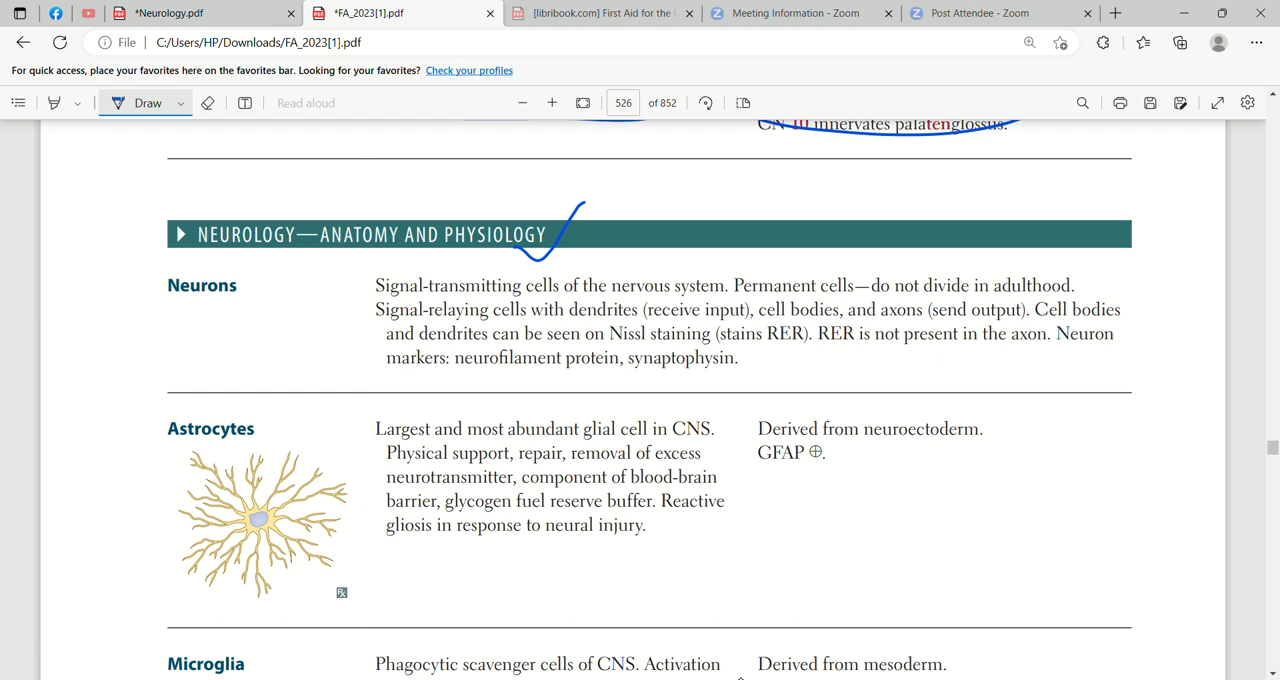 *Neurology.pdf
*FA_2023[1].pdf
[libribook.com] First Aid for the
Meeting Information - Zoom
Post Attendee - Zoom
File
C:/Users/HP/Downloads/FA_2023[1].pdf
For quick access, place your favorites here on the favorites bar. Looking for your favorites? Check your profiles
Draw
Read aloud
526 of 852
CN 10 innervates palatenglossus.
NEUROLOGY—ANATOMY AND PHYSIOLOGY
Neurons
Signal-transmitting cells of the nervous system. Permanent cells—do not divide in adulthood.
Signal-relaying cells with dendrites (receive input), cell bodies, and axons (send output). Cell bodies
and dendrites can be seen on Nissl staining (stains RER). RER is not present in the axon. Neuron
markers: neurofilament protein, synaptophysin.
Astrocytes
Largest and most abundant glial cell in CNS.
Physical support, repair, removal of excess
neurotransmitter, component of blood-brain
barrier, glycogen fuel reserve buffer. Reactive
gliosis in response to neural injury.
Derived from neuroectoderm.
GFAP ⊕.
Rx
Microglia
Phagocytic scavenger cells of CNS. Activation
Derived from mesoderm.